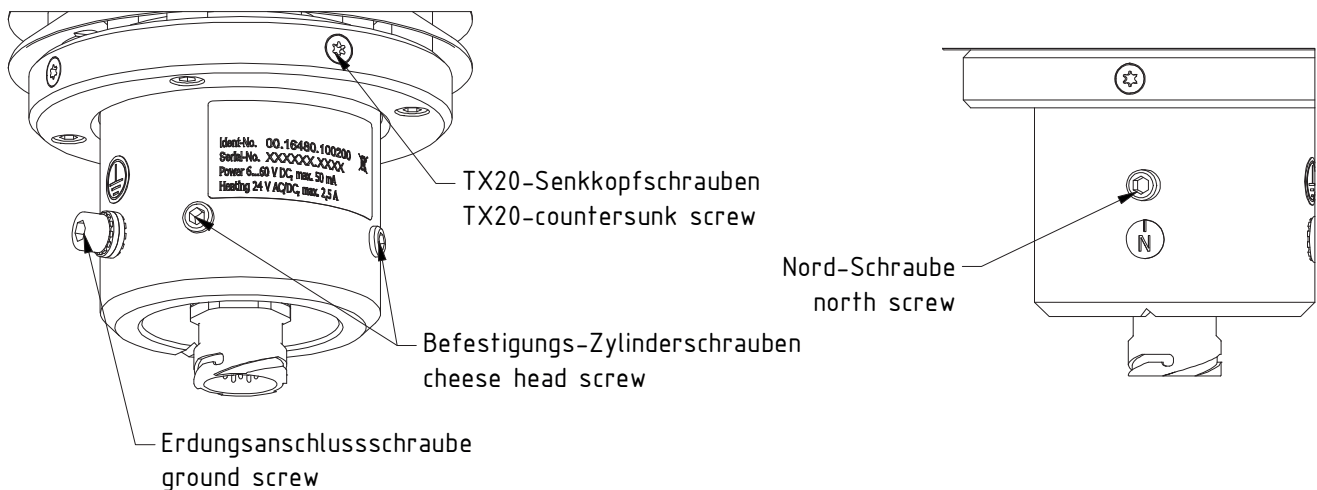 Ident-No. 00.16480.100200
Serial-No. XXXXXX.XXXX
Power 6...60 V DC, max. 50 mA
Heating 24 V AC/DC, max. 2,5 A
TX20-Senkkopfschrauben
TX20-countersunk screw
Befestigungs-Zylinderschrauben
cheese head screw
Erdungsanschlussschraube
ground screw
Nord-Schraube
north screw
N